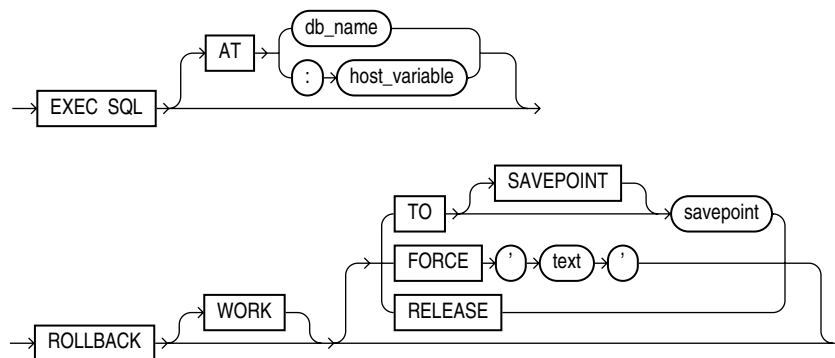 db_name
AT
: host_variable
EXEC SQL
SAVEPOINT
TO savepoint
FORCE ' text '
WORK RELEASE
ROLLBACK